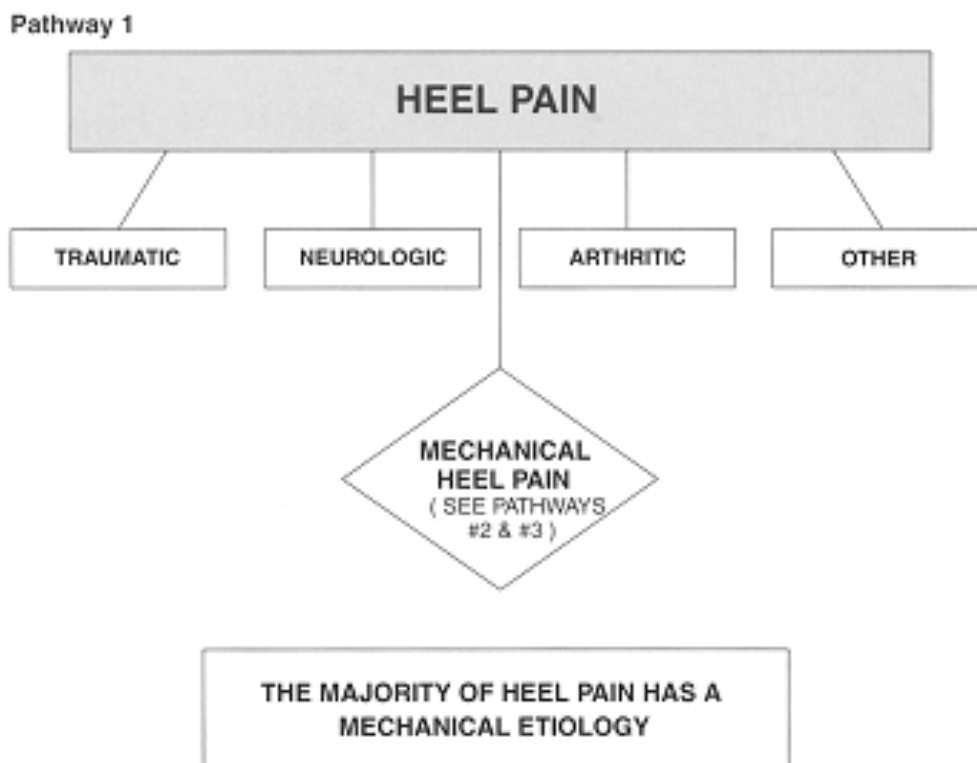 Pathway 1
HEEL PAIN
TRAUMATIC
NEUROLOGIC
ARTHRITIC
OTHER
MECHANICAL
HEEL PAIN
( SEE PATHWAYS
#2 & #3 )
THE MAJORITY OF HEEL PAIN HAS A
MECHANICAL ETIOLOGY